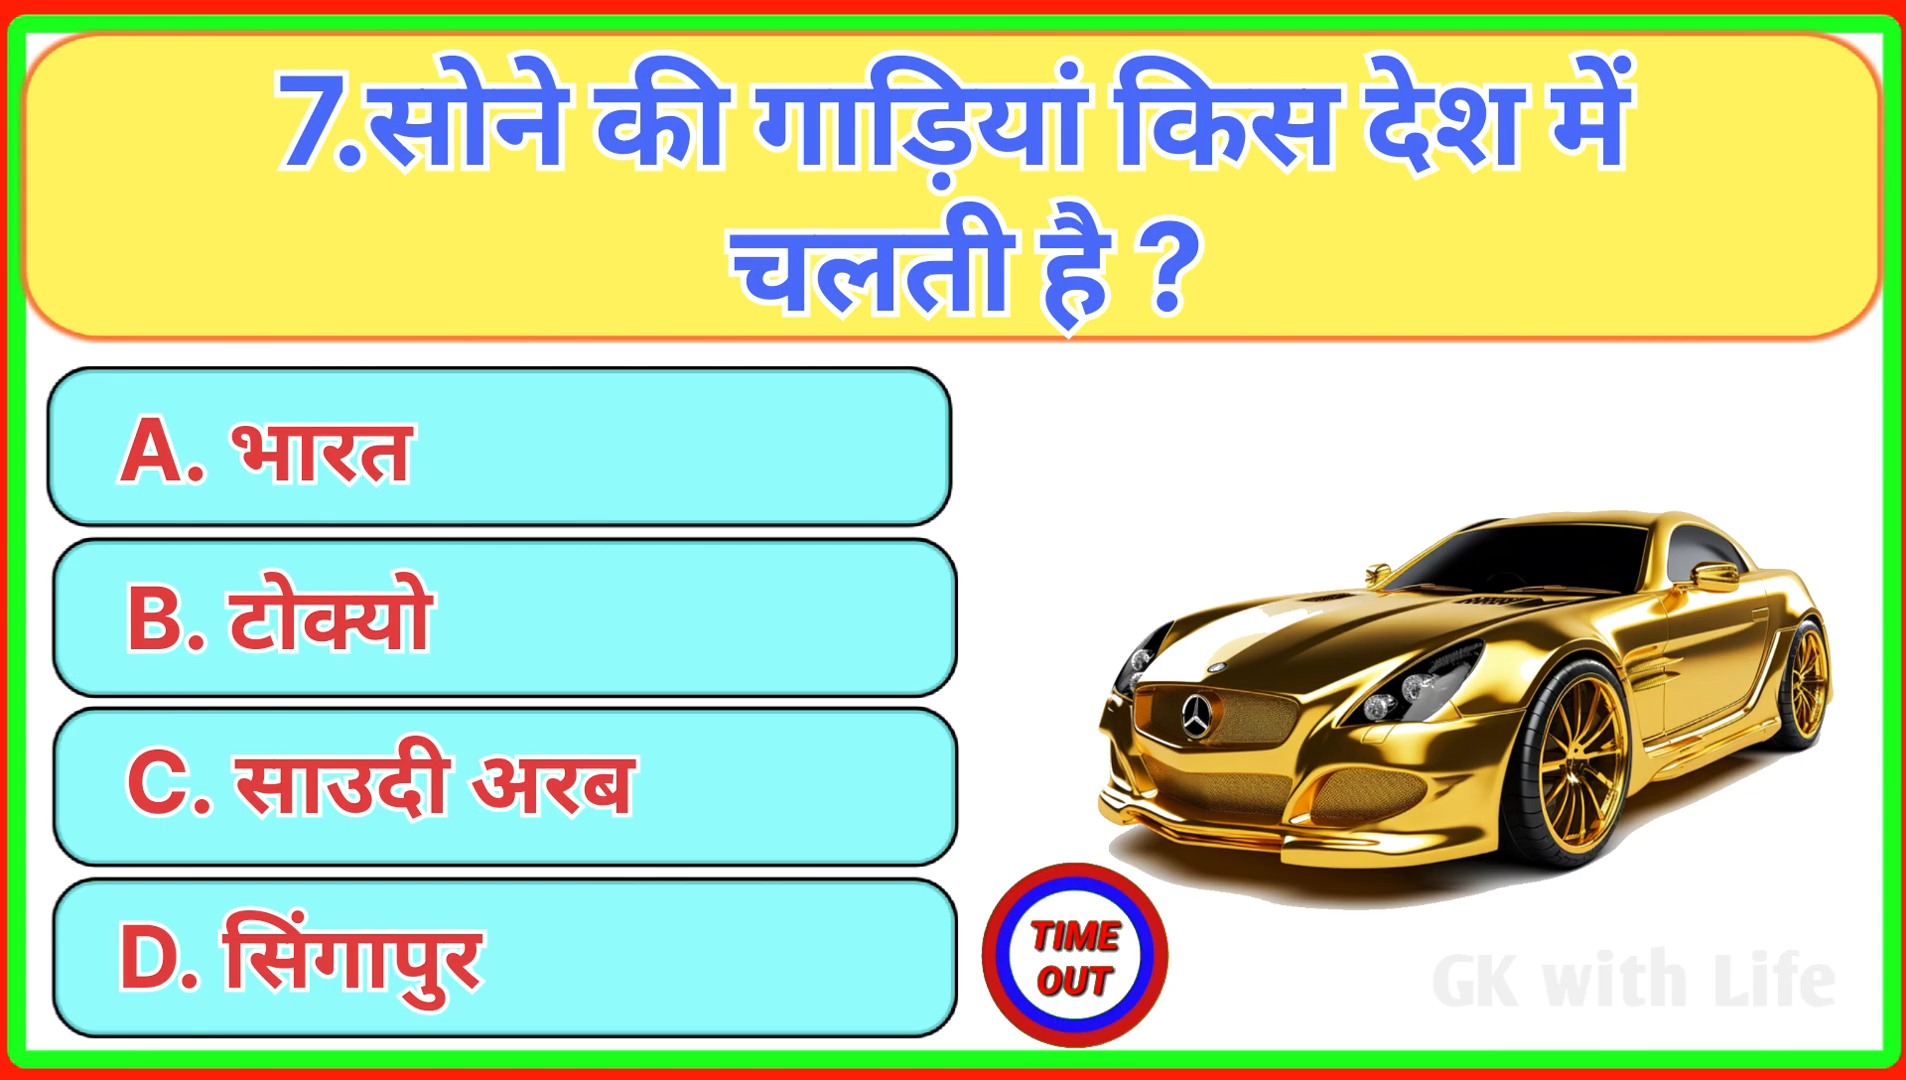 7.सोने की गाड़ियां किस देश में
चलती है ?
A. भारत
B. टोक्यो
C. साउदी अरब
D. सिंगापुर
TIME
OUT
GK with Life